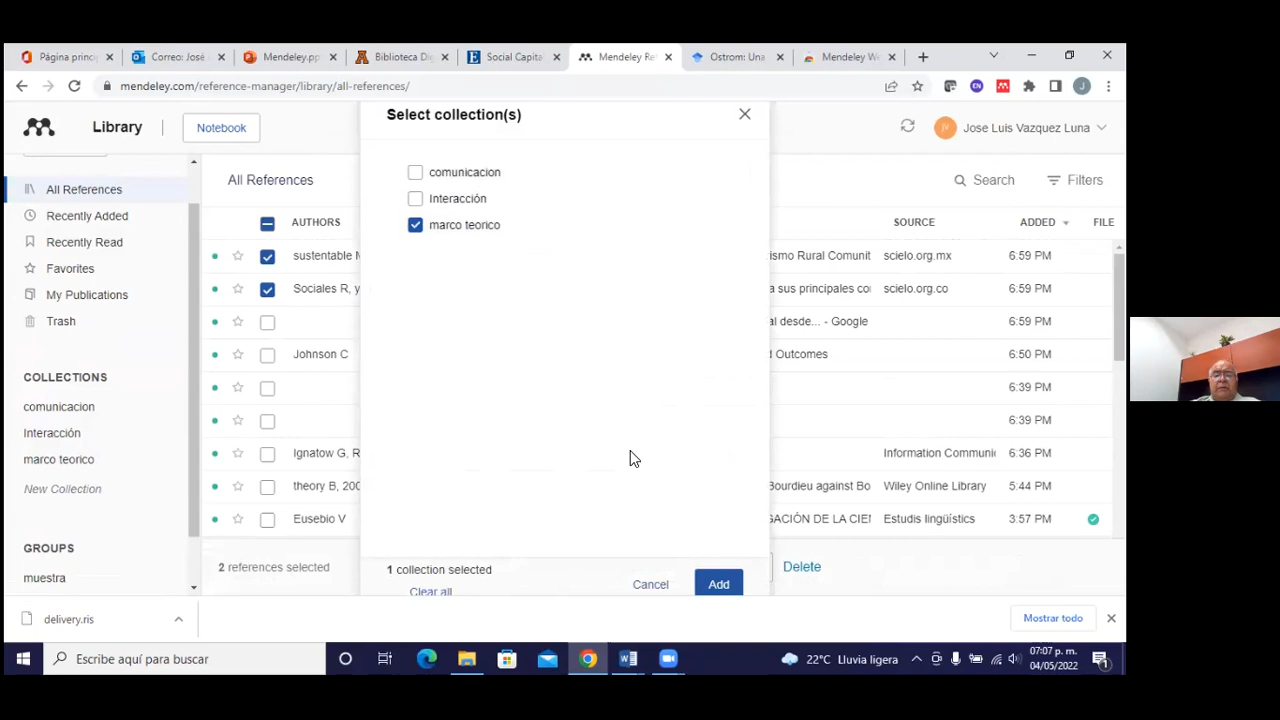 Página princ
Correo: José
Mendeley.pp
Biblioteca Di
Social Capita
Mendeley Re
Ostrom: Una
Mendeley We
mendeley.com/reference-manager/library/all-references/
Library
Notebook
Select collection(s)
Jose Luis Vazquez Luna
All References
Recently Added
Recently Read
Favorites
My Publications
Trash
COLLECTIONS
comunicacion
Interacción
marco teorico
New Collection
GROUPS
muestra
All References
Search
Filters
AUTHORS
SOURCE
ADDED
FILE
sustentable M
ismo Rural Comunit
scielo.org.mx
6:59 PM
Sociales R, y
a sus principales co
scielo.org.co
6:59 PM
al desde... - Google
6:59 PM
Johnson C
d Outcomes
6:50 PM
6:39 PM
6:39 PM
Ignatow G, R
Information Communi
6:36 PM
theory B, 200
Bourdieu against Bo
Wiley Online Library
5:44 PM
Eusebio V
GACIÓN DE LA CIEN
Estudis lingüístics
3:57 PM
comunicacion
Interacción
marco teorico
2 references selected
1 collection selected
Clear all
Cancel
Add
Delete
delivery.ris
Mostrar todo
Escribe aquí para buscar
22°C Lluvia ligera
07:07 p. m.
04/05/2022